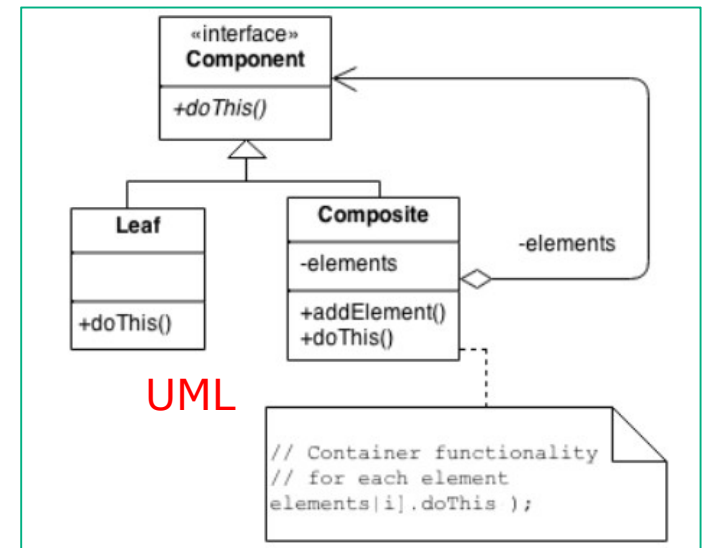 «interface»
Component
+doThis()
Leaf
+doThis()
Composite
-elements
+addElement()
+doThis()
-elements
UML
// Container functionality
// for each element
elements|i].doThis );